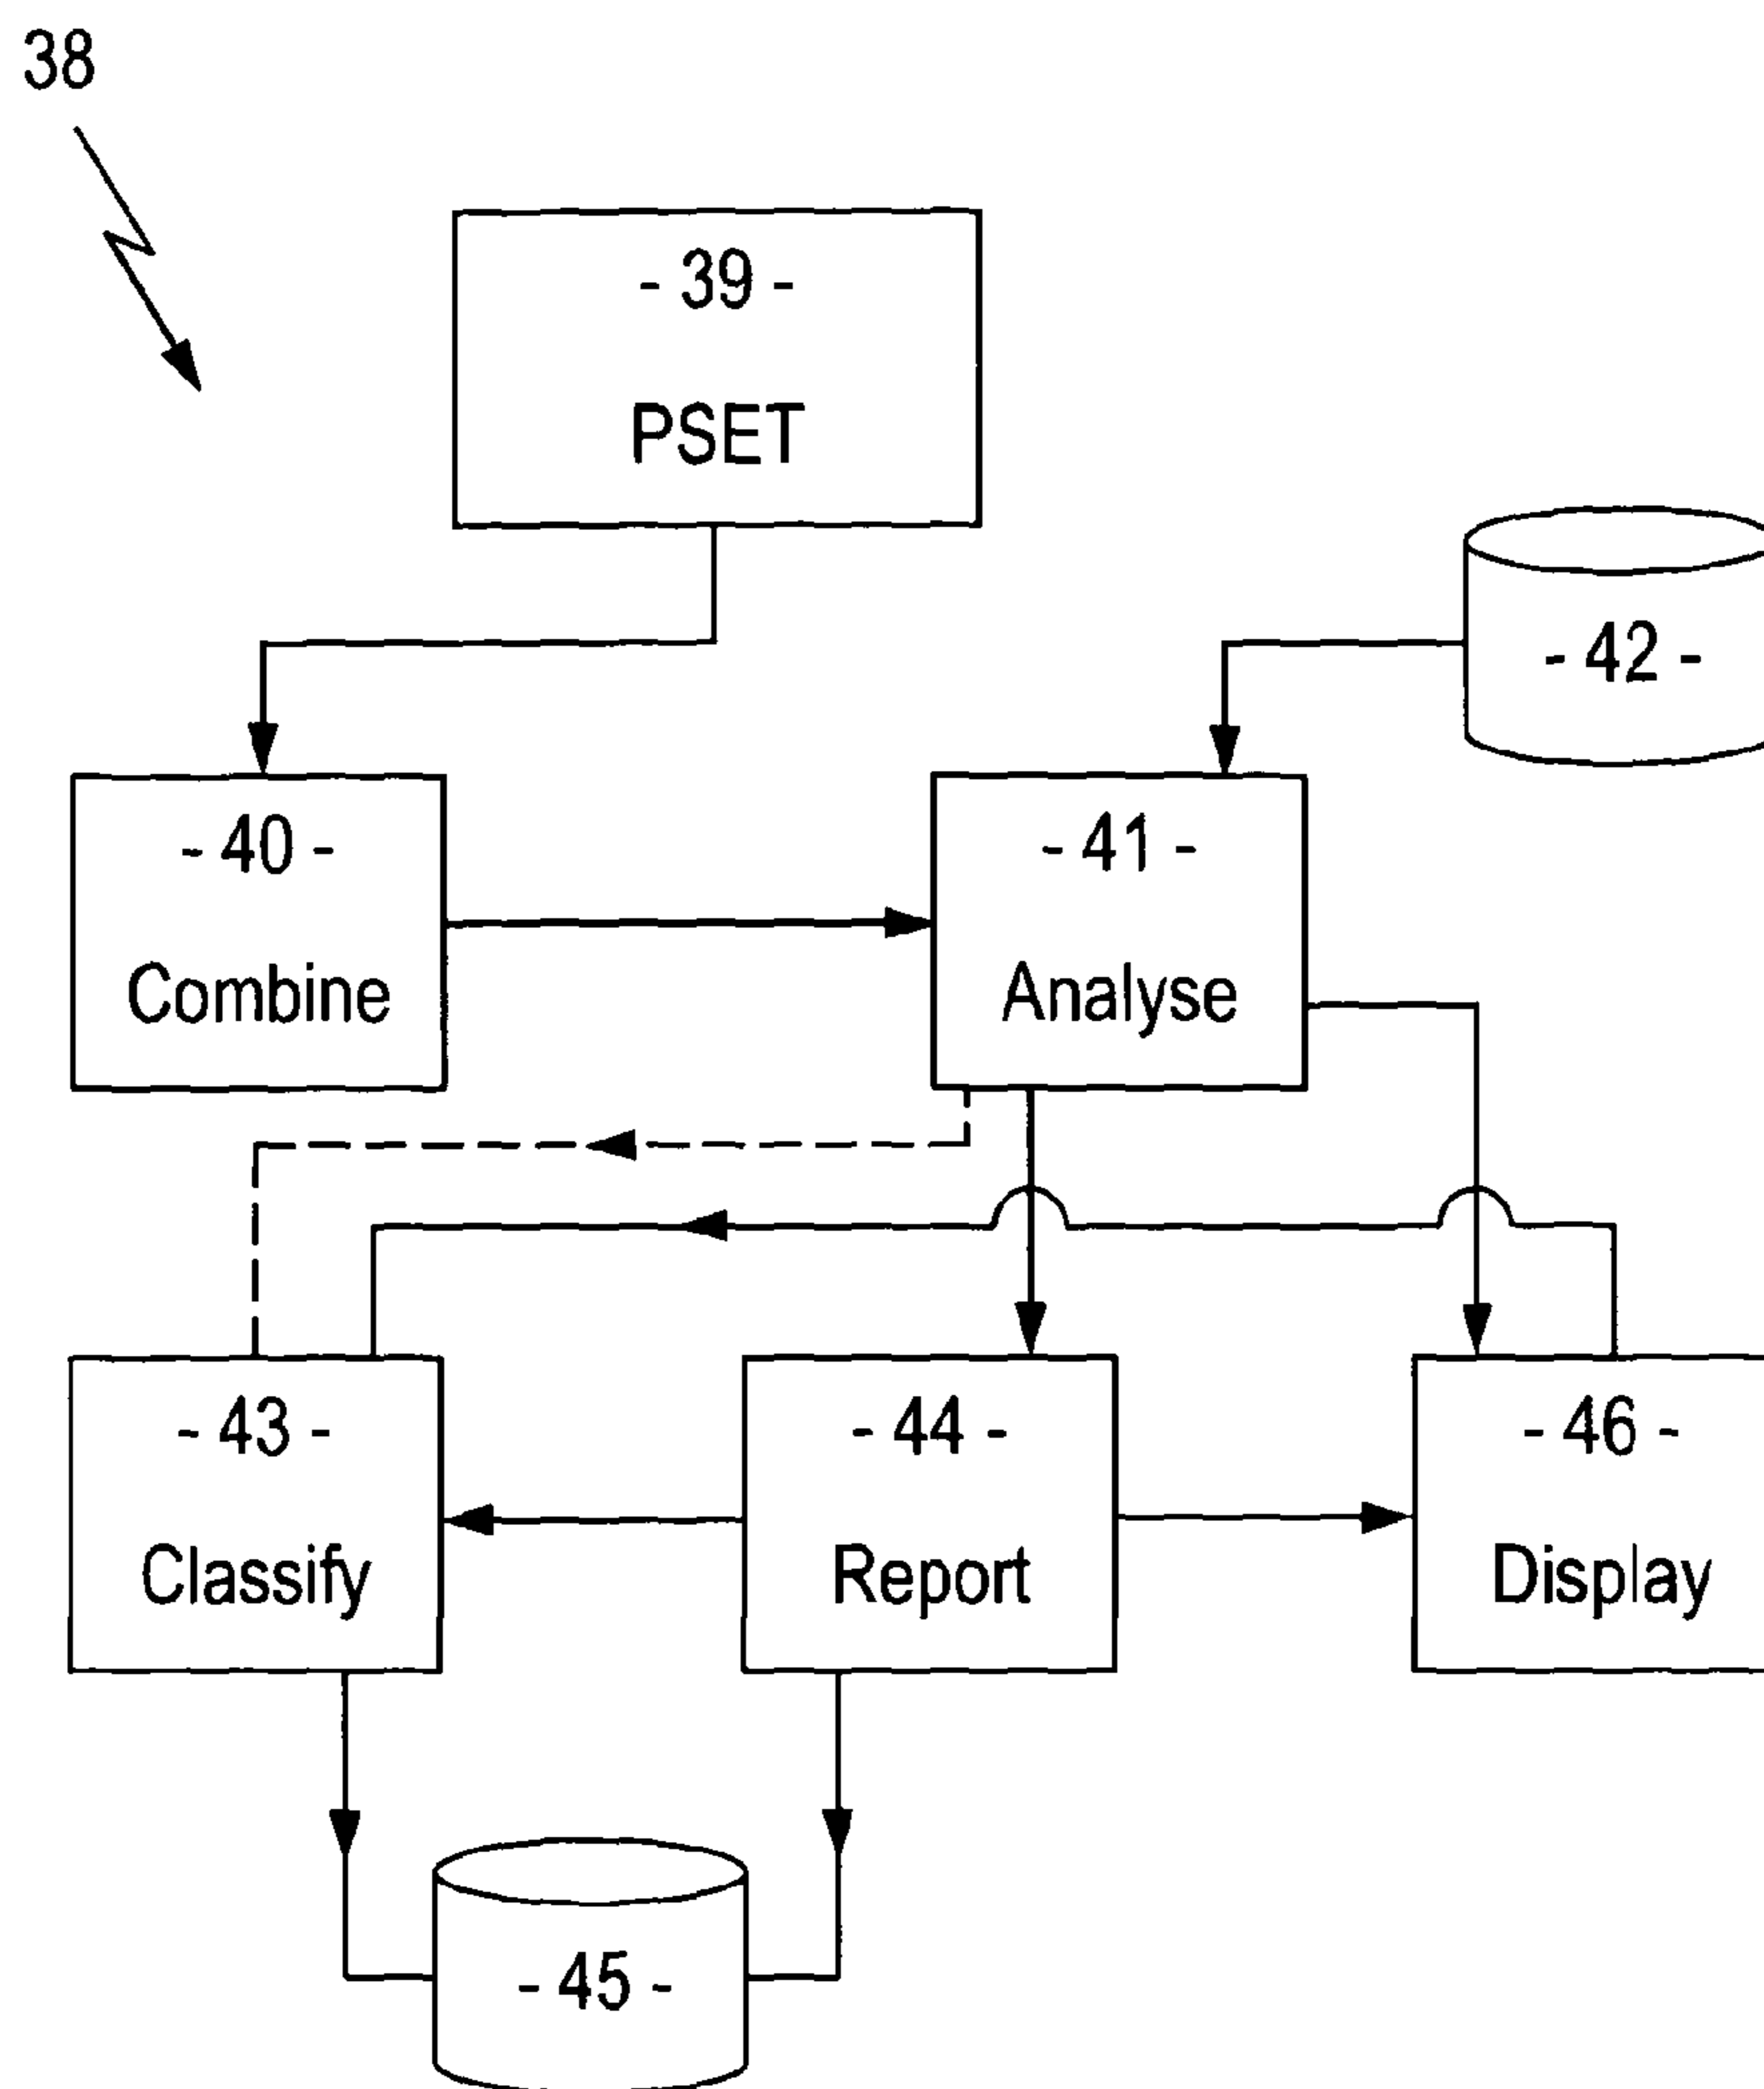 38
- 39 -
PSET
- 42 -
- 40 -
Combine
- 41 -
Analyse
- 43 -
Classify
- 44 -
Report
- 46 -
Display
- 45 -